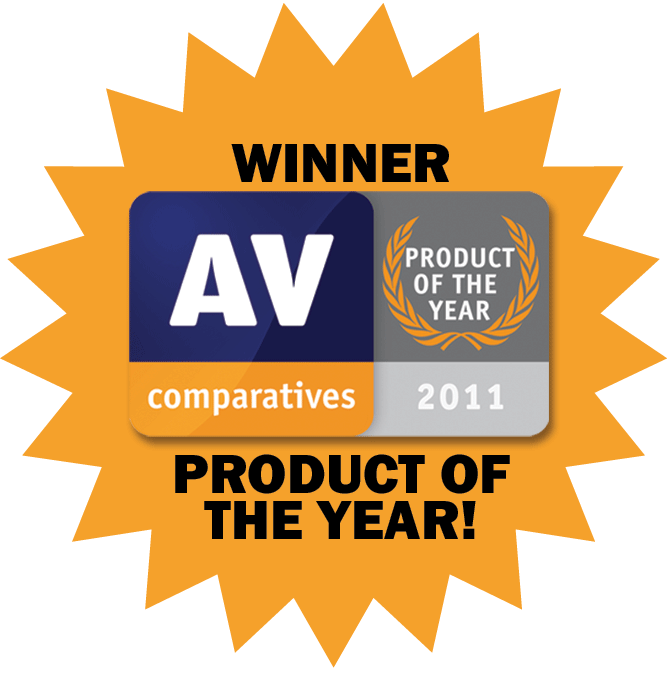 WINNER
AV
comparatives
PRODUCT
OF THE
YEAR
2011
PRODUCT OF
THE YEAR!